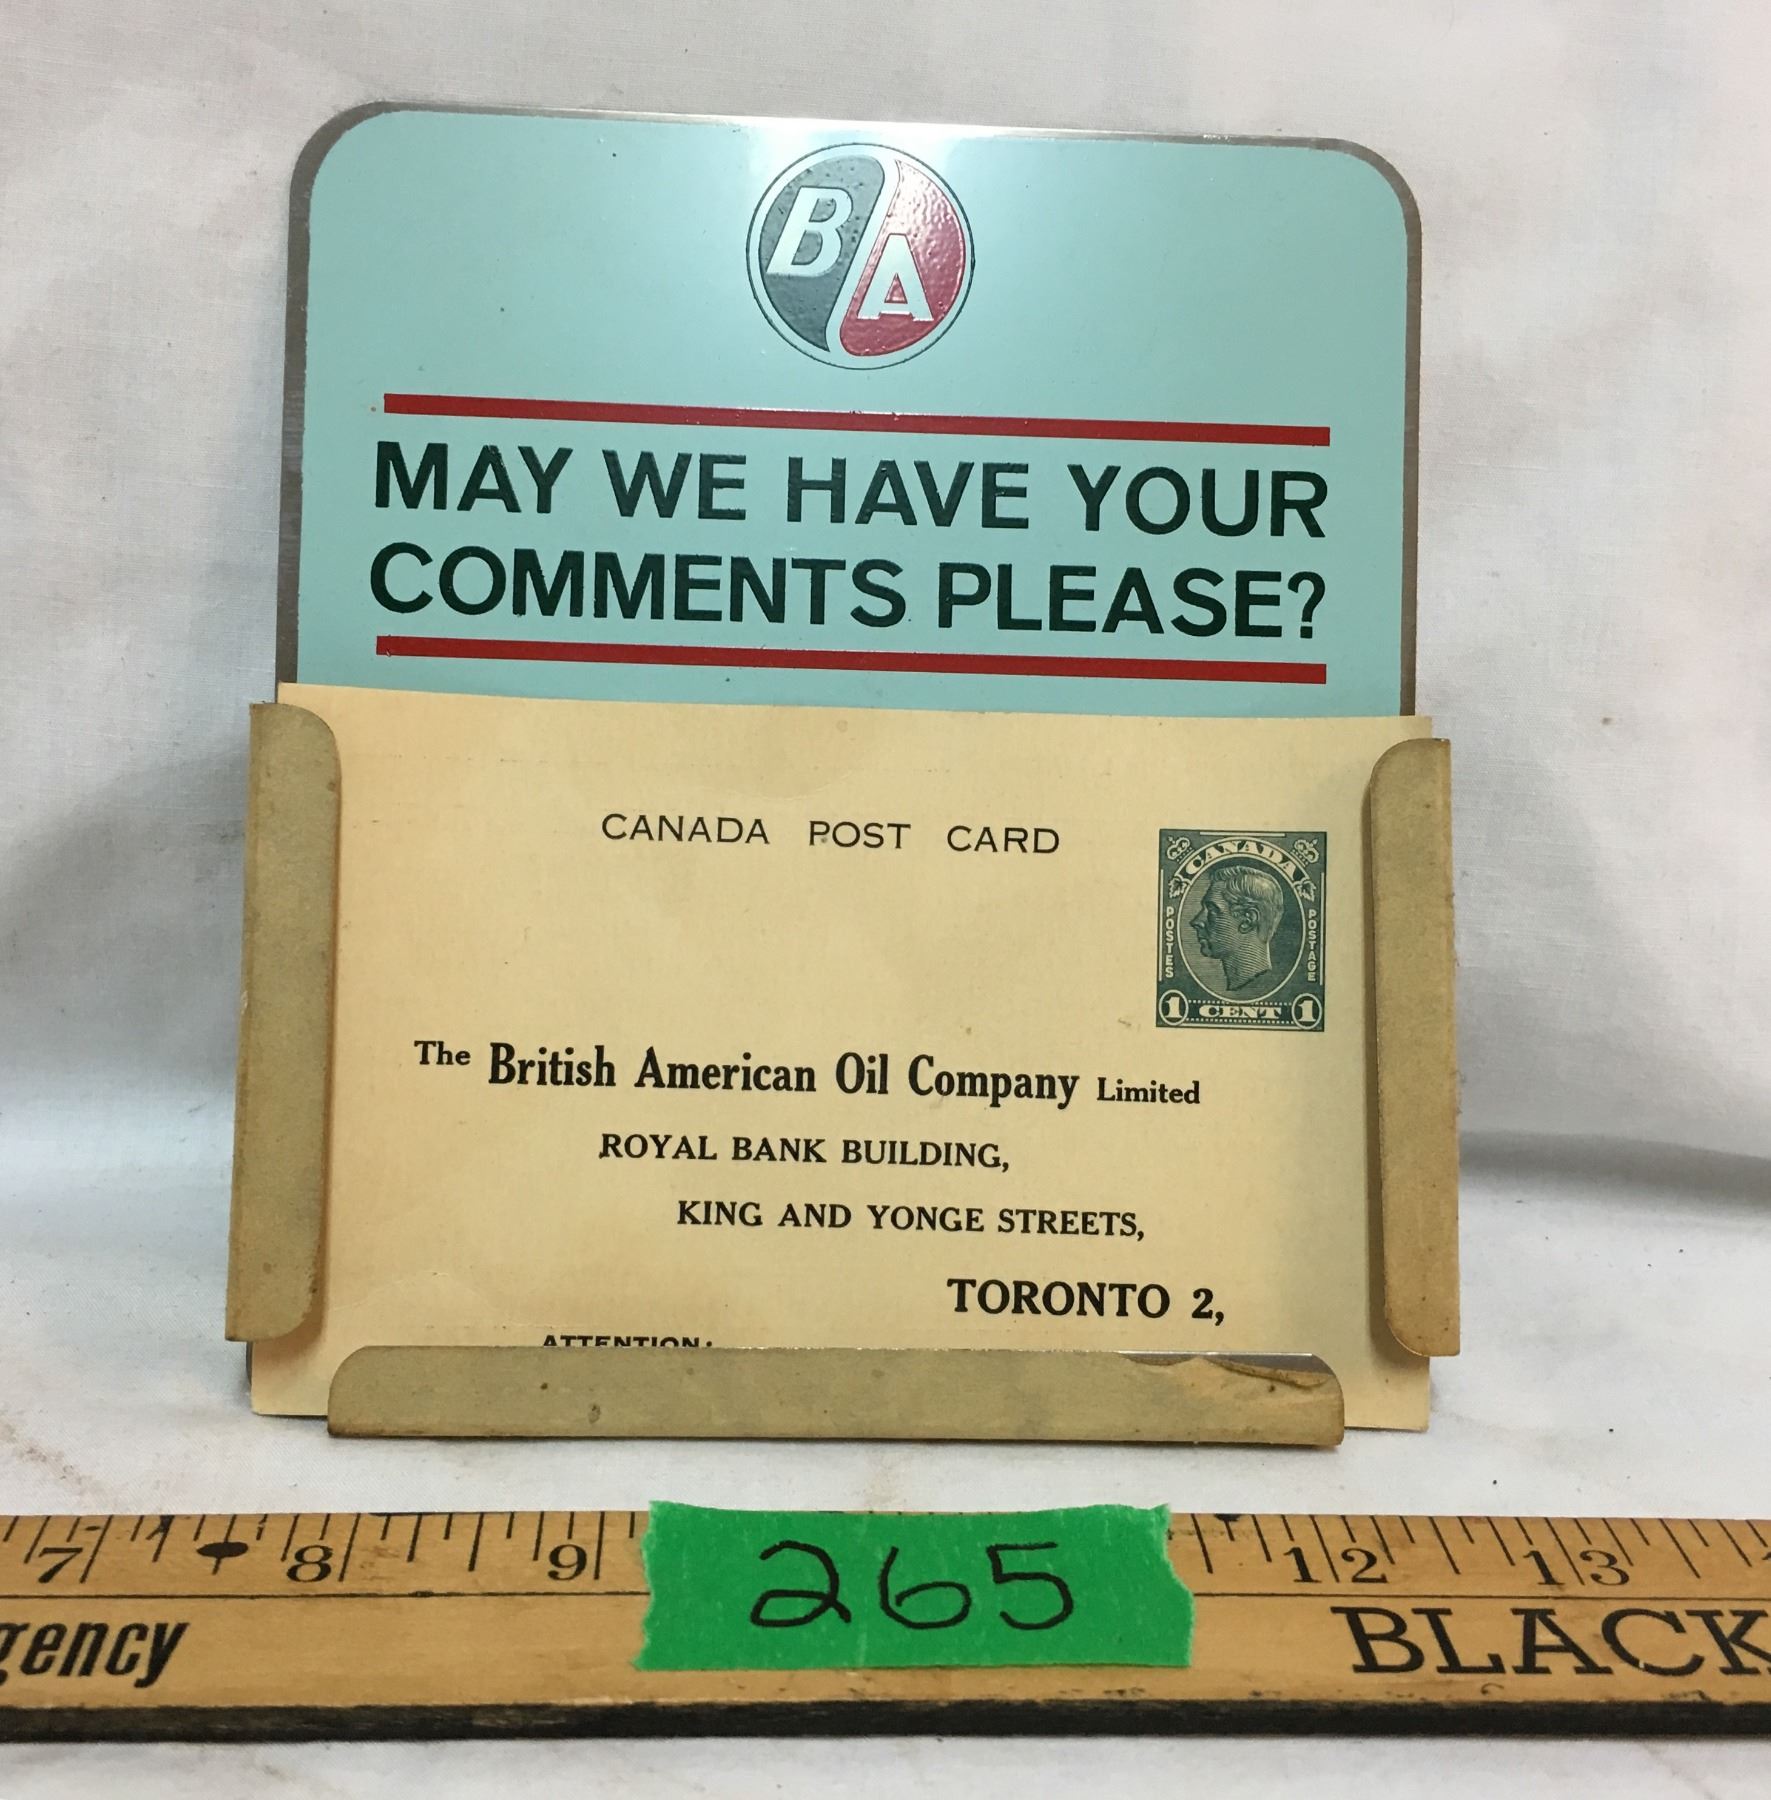 BA
MAY WE HAVE YOUR
COMMENTS PLEASE?
CANADA POST CARD
CANADA
POSTES POSTAGE
1 CENT 1
The British American Oil Company Limited
ROYAL BANK BUILDING,
KING AND YONGE STREETS,
TORONTO 2,
ATTENTION:
265
7 8 9 12 13
gency BLACK